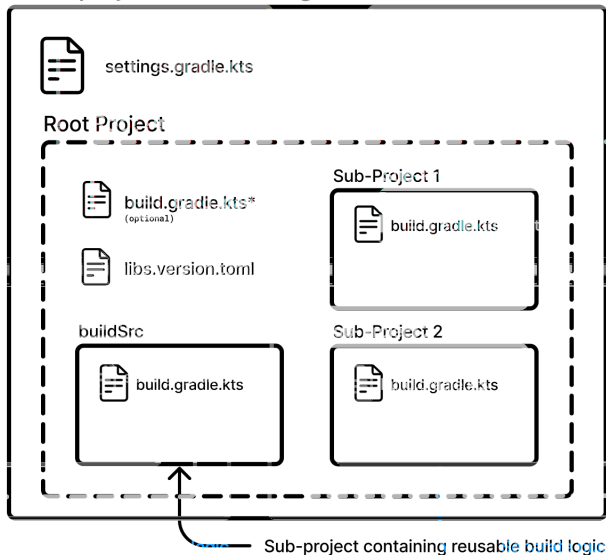 settings.gradle.kts
Root Project
Sub-Project 1
build.gradle.kts*
(optional)
build.gradle.kts
libs.version.toml
buildSrc
Sub-Project 2
build.gradle.kts
build.gradle.kts
Sub-project containing reusable build logic